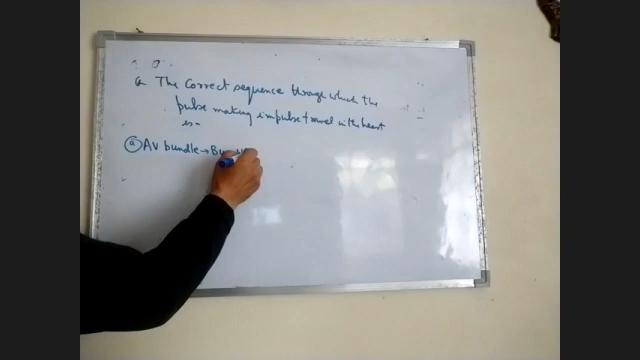 Q The Correct sequence through which the
pulse making impulse travel in the heart
is-
(a) AV bundle → Bu